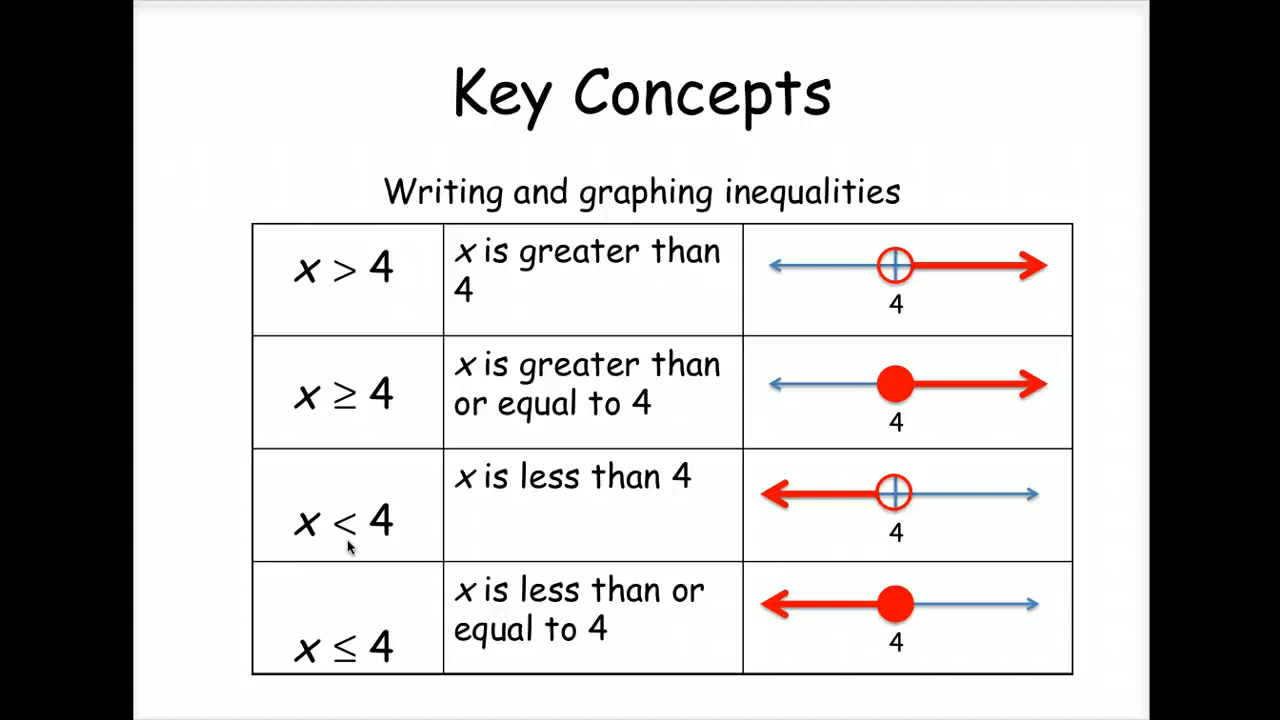 Key Concepts
Writing and graphing inequalities
x > 4
x is greater than
4
4
x ≥ 4
x is greater than
or equal to 4
4
x < 4
x is less than 4
4
x ≤ 4
x is less than or
equal to 4
4